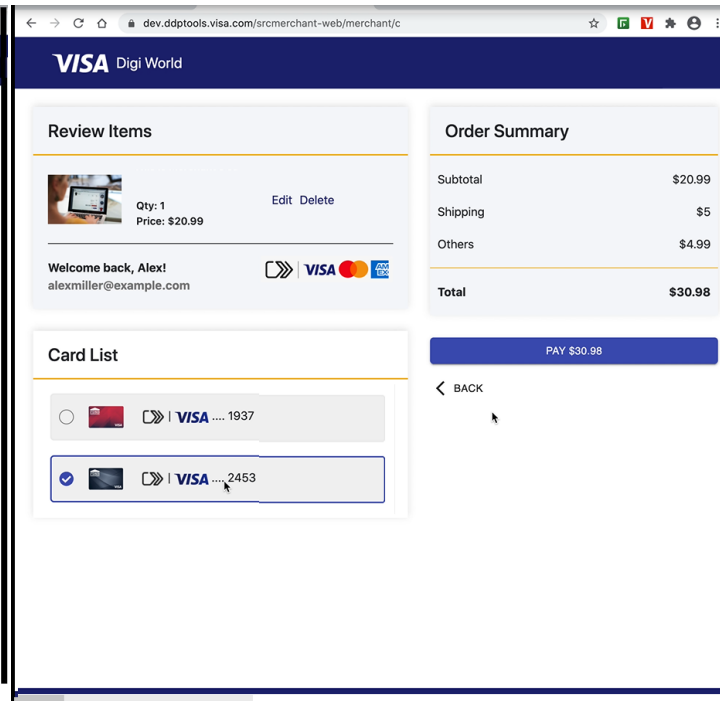 dev.ddptools.visa.com/srcmerchant-web/merchant/c
VISA Digi World
Review Items
Qty: 1
Price: $20.99
Edit Delete
Welcome back, Alex!
alexmiller@example.com
VISA
AM
EX
Card List
VISA .... 1937
VISA .... 2453
Order Summary
Subtotal $20.99
Shipping $5
Others $4.99
Total $30.98
PAY $30.98
BACK